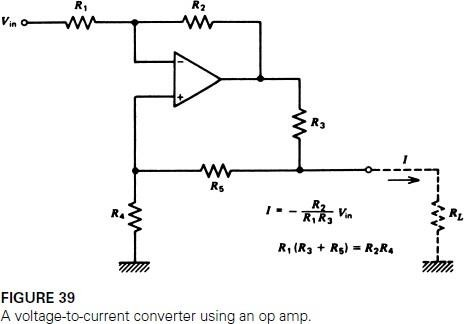 R₁
R₂
Vᵢₙ
−
+
R₃
R₅
I
R₄
I = − R₂ / R₁R₃ Vᵢₙ
R_L
R₁ (R₃ + R₅) = R₂R₄
FIGURE 39
A voltage-to-current converter using an op amp.